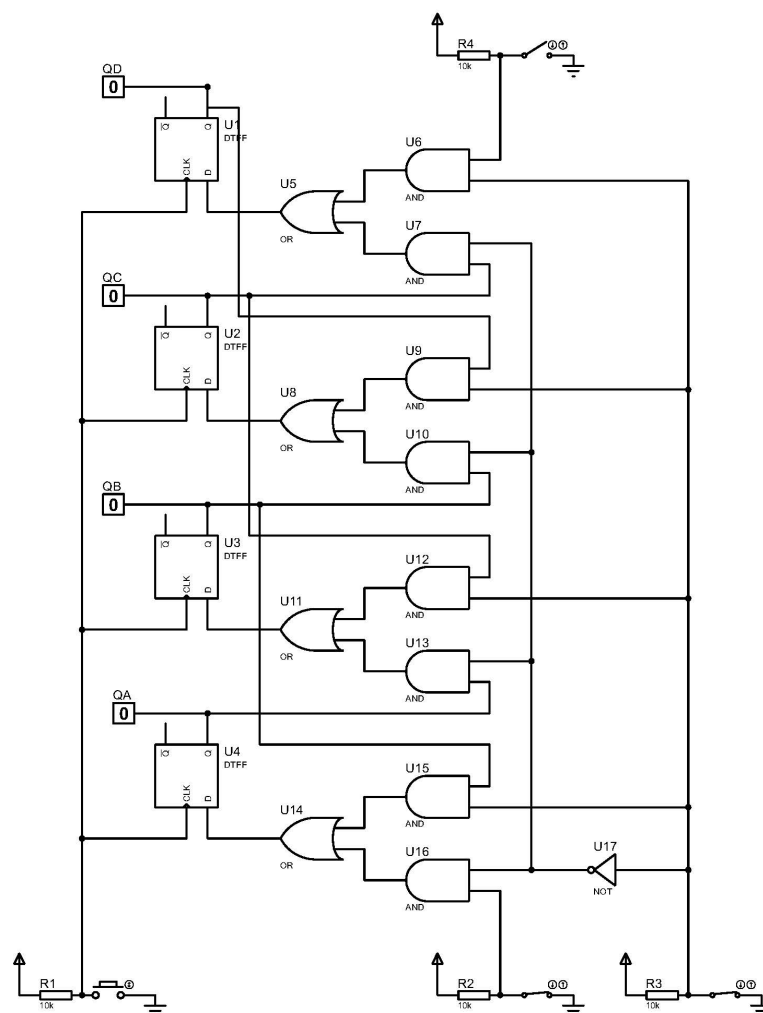 R4
10k
QD
0
Q
Q
U1
DTFF
CLK
D
U6
AND
U5
OR
U7
AND
QC
0
Q
Q
U2
DTFF
CLK
D
U9
AND
U8
OR
U10
AND
QB
0
Q
Q
U3
DTFF
CLK
D
U12
AND
U11
OR
U13
AND
QA
0
Q
Q
U4
DTFF
CLK
D
U15
AND
U14
OR
U16
AND
U17
NOT
R1
10k
R2
10k
R3
10k